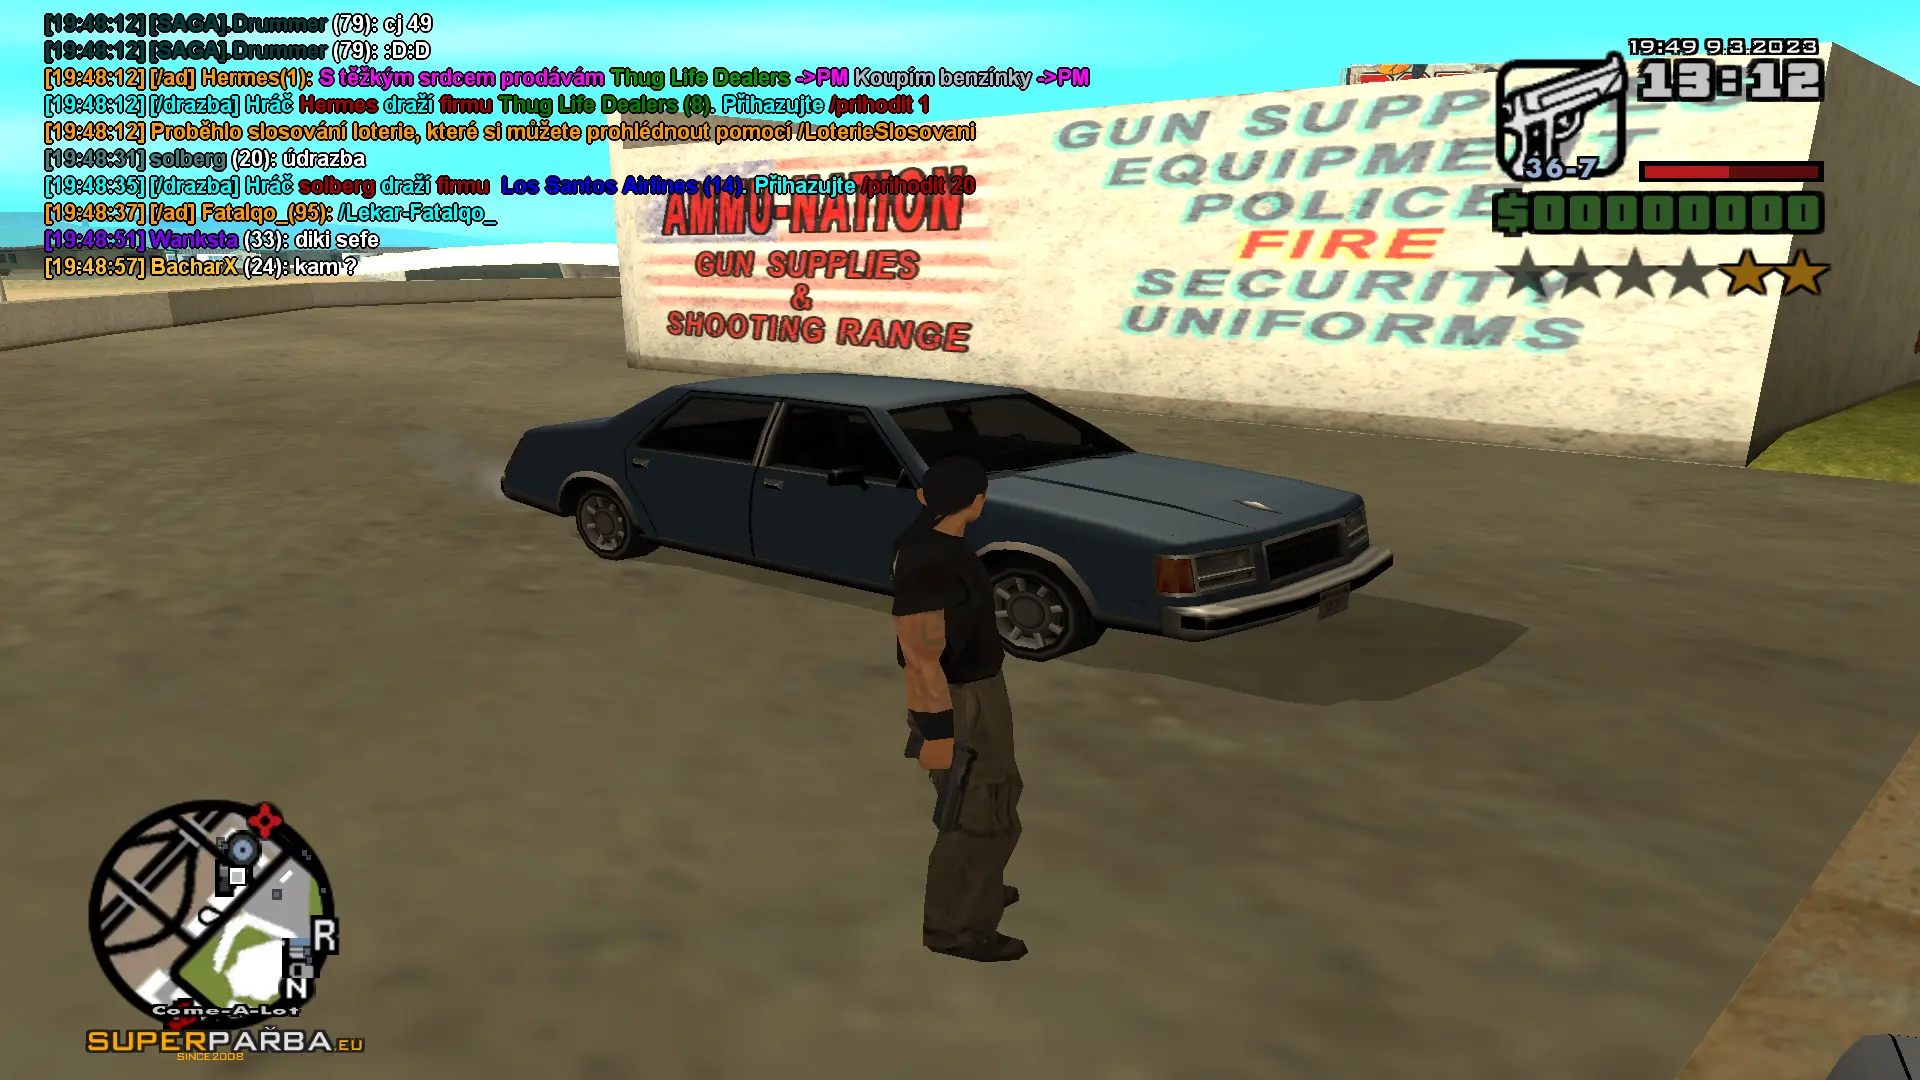 [19:48:12] [SAGA].Drummer (79): cj 49
[19:48:12] [SAGA].Drummer (79): :D:D
[19:48:12] [/ad] Hermes(1): S těžkým srdcem prodávám Thug Life Dealers ->PM Koupím benzínky ->PM
[19:48:12] [/drazba] Hráč Hermes draží firmu Thug Life Dealers (8). Přihazujte /prihodit 1
[19:48:12] Proběhlo slosování loterie, které si můžete prohlédnout pomocí /LoterieSlosovani
[19:48:31] solberg (20): údrazba
[19:48:35] [/drazba] Hráč solberg draží firmu Los Santos Airlines (14). Přihazujte /prihodit 20
[19:48:37] [/ad] Fatalqo_(95): /Lekar-Fatalqo_
[19:48:51] Wanksta (33): diki sefe
[19:48:57] BacharX (24): kam ?
19:49 9.3.2023
13:12
36-7
$00000000
AMMU-NATION
GUN SUPPLIES
&
SHOOTING RANGE
GUN
EQUIPMENT
POLICE
FIRE
SECURITY
UNIFORMS
R
N
Come-A-Lot
SUPERPAŘBA.EU
SINCE2008